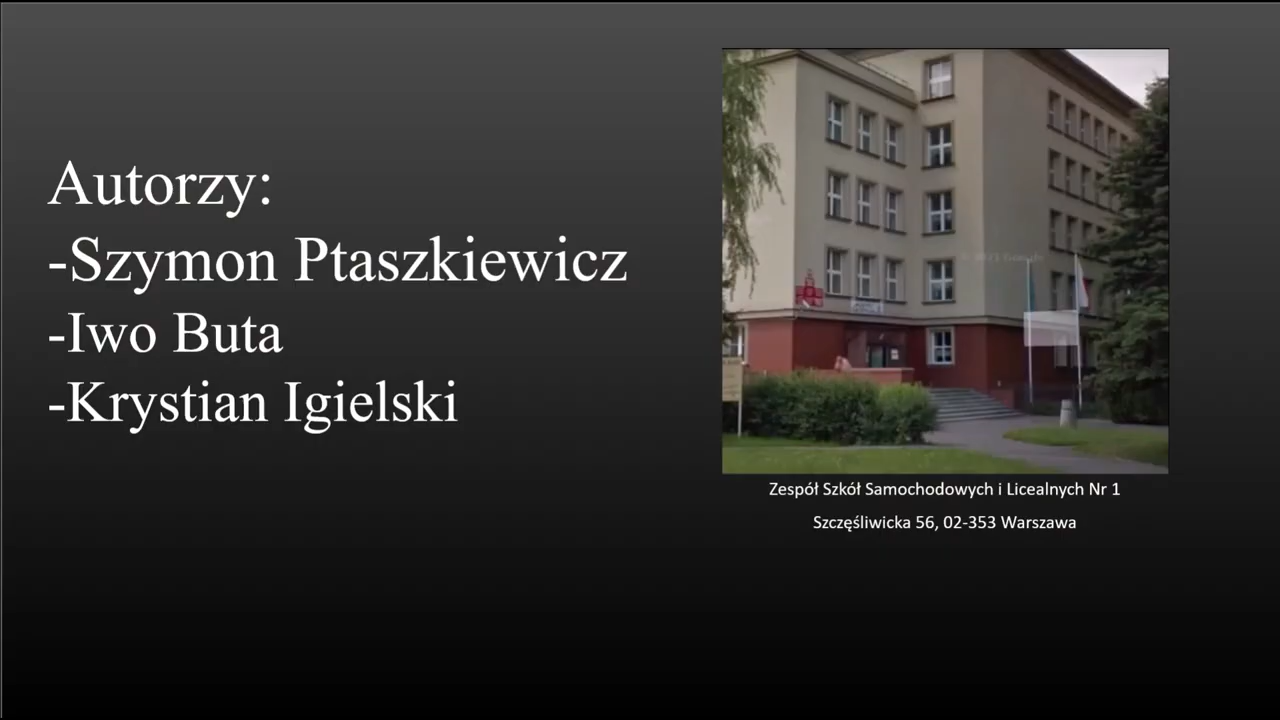 Autorzy:
-Szymon Ptaszkiewicz
-Iwo Buta
-Krystian Igielski
Zespół Szkół Samochodowych i Licealnych Nr 1
Szczęśliwicka 56, 02-353 Warszawa